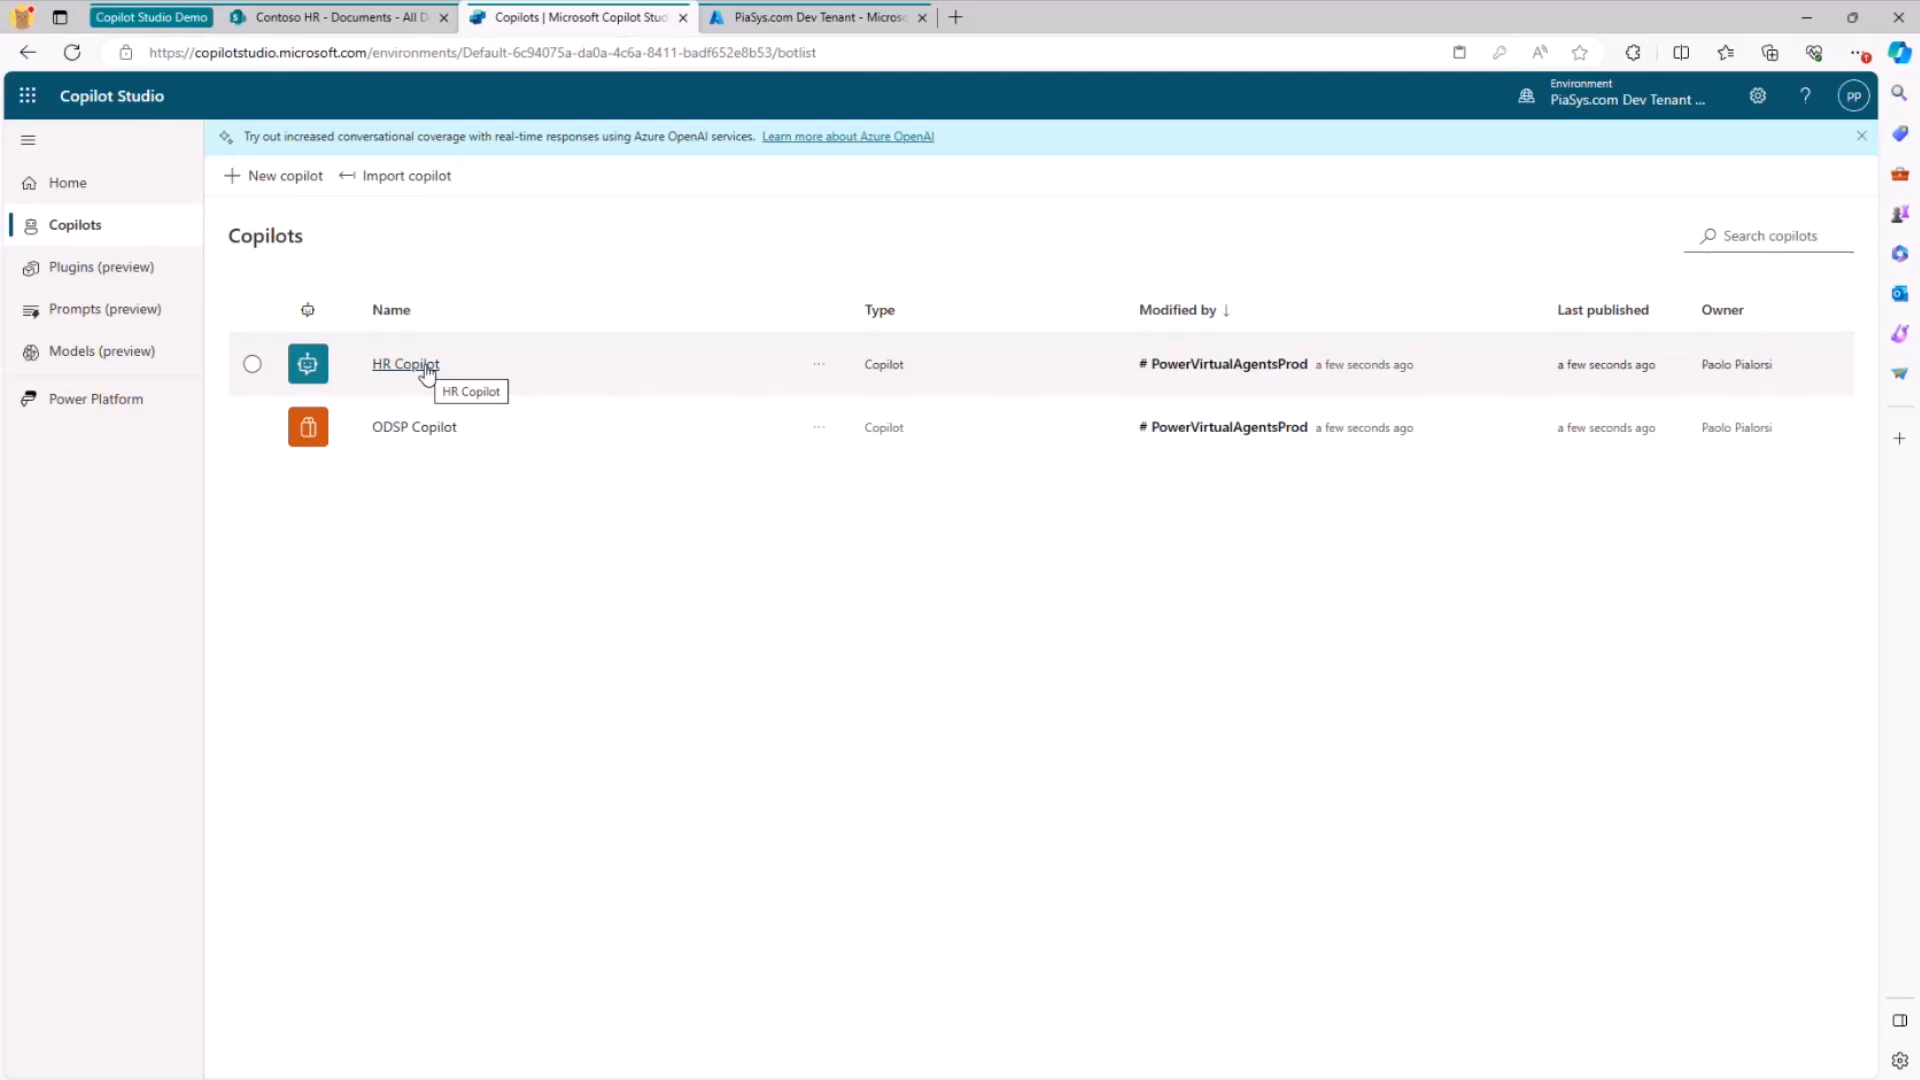 Copilot Studio Demo
Contoso HR - Documents - All D
Copilots | Microsoft Copilot Stud
PiaSys.com Dev Tenant - Micros
https://copilotstudio.microsoft.com/environments/Default-6c94075a-da0a-4c6a-8411-badf652e8b53/botlist
Copilot Studio
Environment
PiaSys.com Dev Tenant ...
?
PP
Try out increased conversational coverage with real-time responses using Azure OpenAI services. Learn more about Azure OpenAI
New copilot
Import copilot
Home
Copilots
Plugins (preview)
Prompts (preview)
Models (preview)
Power Platform
Copilots
Search copilots
Name Type Modified by ↓ Last published Owner
HR Copilot ... Copilot # PowerVirtualAgentsProd a few seconds ago a few seconds ago Paolo Pialorsi
HR Copilot
ODSP Copilot ... Copilot # PowerVirtualAgentsProd a few seconds ago a few seconds ago Paolo Pialorsi